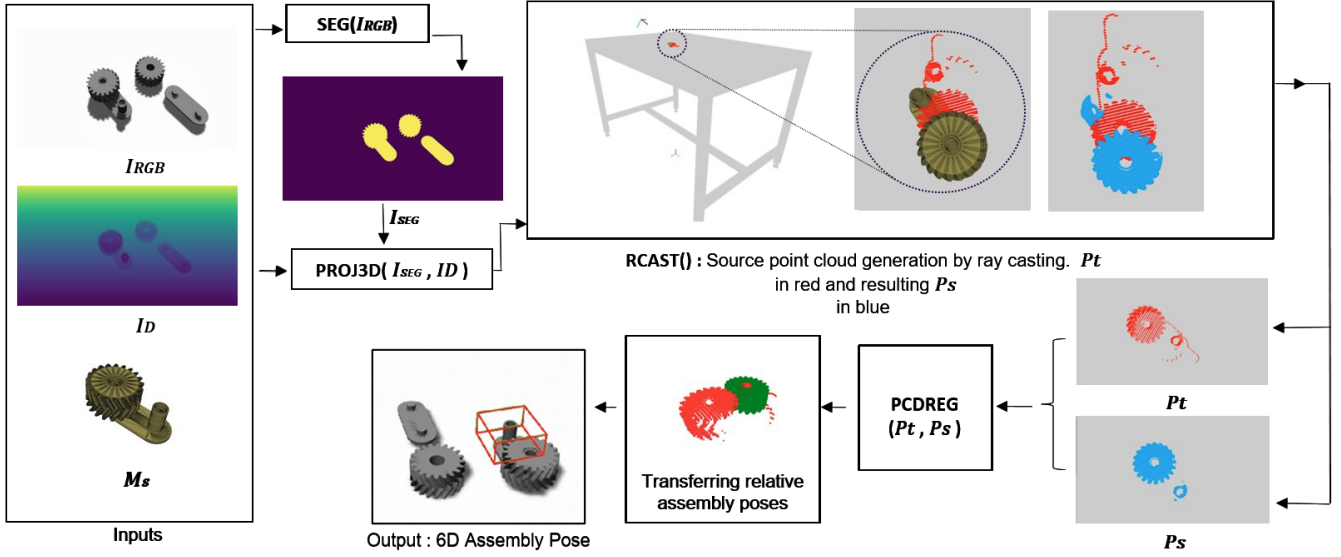 SEG(IRGB)
IRGB
ISEG
PROJ3D( ISEG , ID )
ID
Ms
Inputs
RCAST() : Source point cloud generation by ray casting. Pt
in red and resulting Ps
in blue
Pt
Ps
PCDREG
(Pt , Ps )
Transferring relative
assembly poses
Output : 6D Assembly Pose